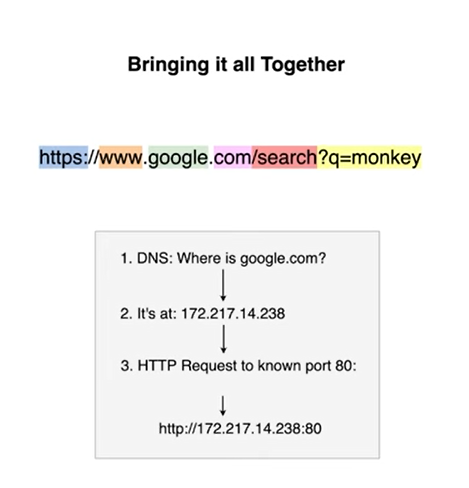 Bringing it all Together
https://www.google.com/search?q=monkey
1. DNS: Where is google.com?
2. It's at: 172.217.14.238
3. HTTP Request to known port 80:
http://172.217.14.238:80